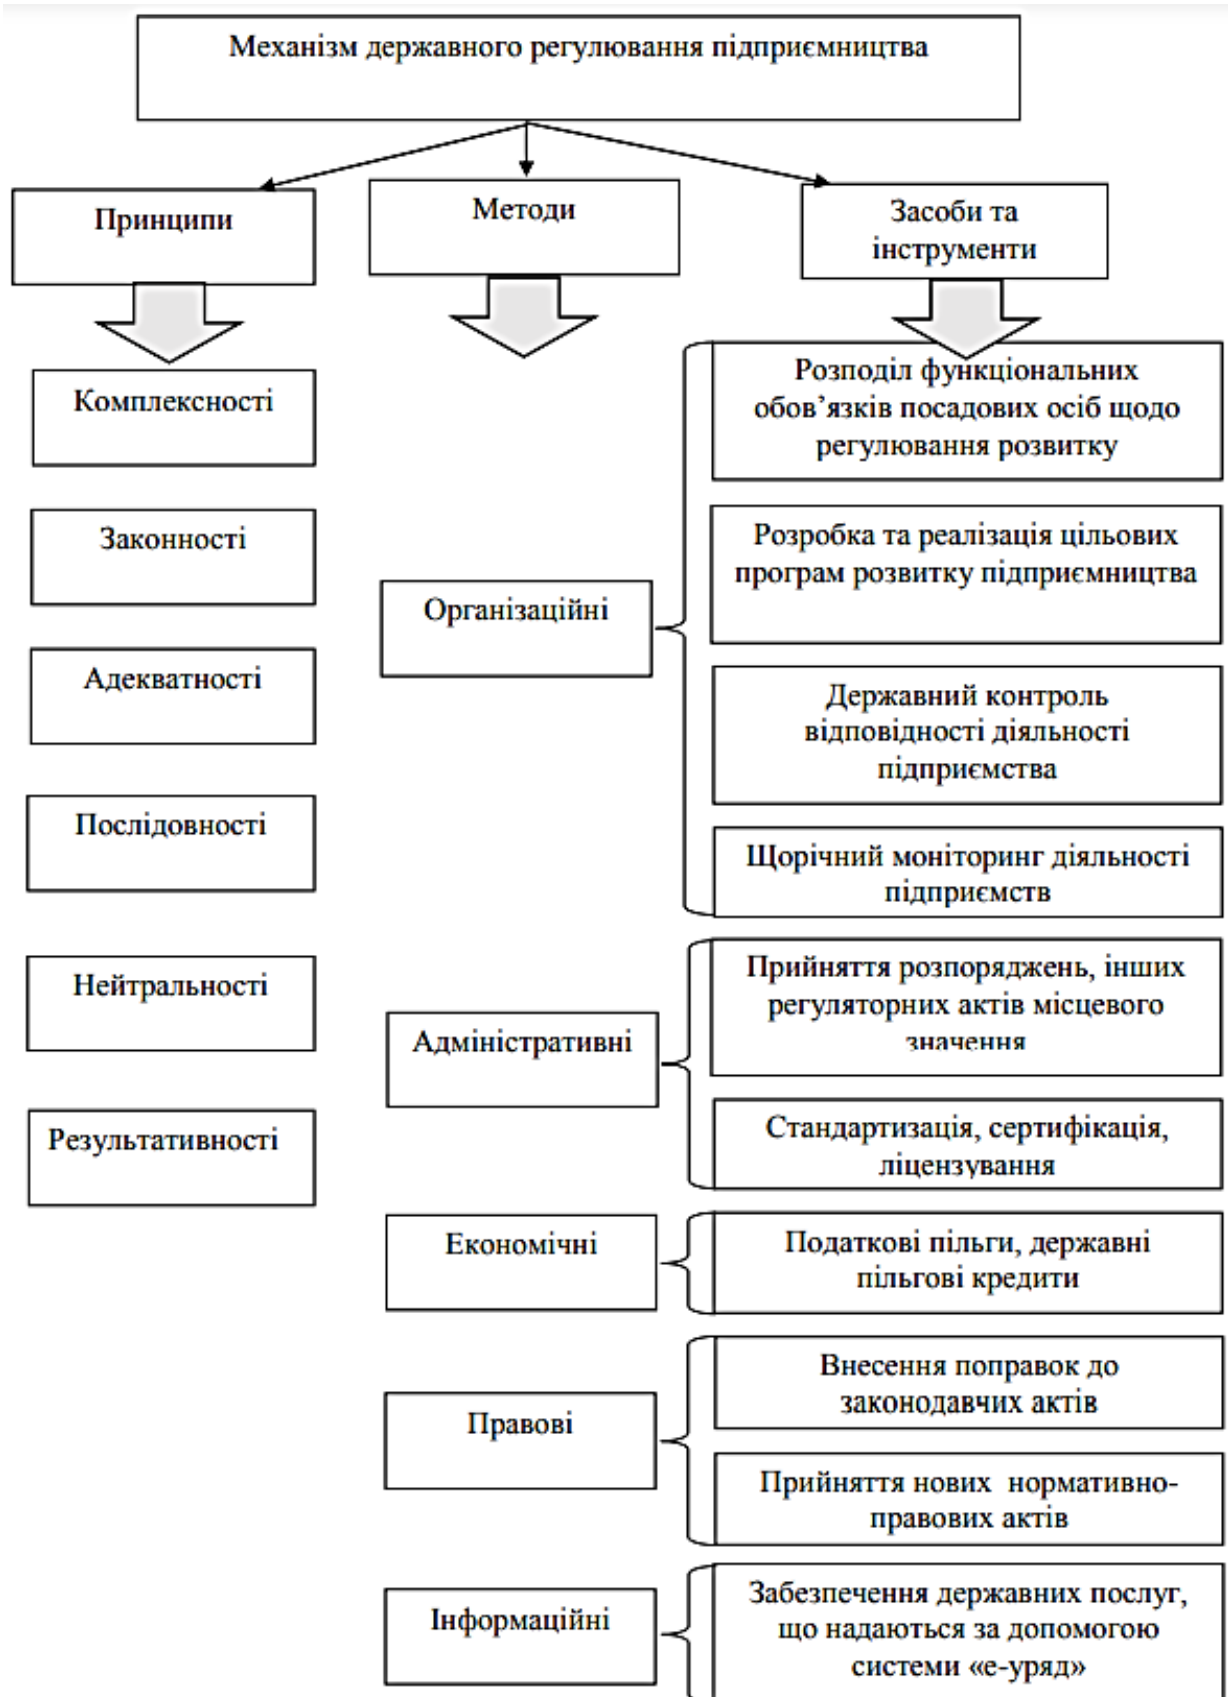 Механізм державного регулювання підприємництва
Принципи
Методи
Засоби та
інструменти
Комплексності
Законності
Адекватності
Послідовності
Нейтральності
Результативності
Організаційні
Розподіл функціональних
обов’язків посадових осіб щодо
регулювання розвитку
Розробка та реалізація цільових
програм розвитку підприємництва
Державний контроль
відповідності діяльності
підприємства
Щорічний моніторинг діяльності
підприємств
Адміністративні
Прийняття розпоряджень, інших
регуляторних актів місцевого
значення
Стандартизація, сертифікація,
ліцензування
Економічні
Податкові пільги, державні
пільгові кредити
Правові
Внесення поправок до
законодавчих актів
Прийняття нових нормативно-
правових актів
Інформаційні
Забезпечення державних послуг,
що надаються за допомогою
системи «е-уряд»